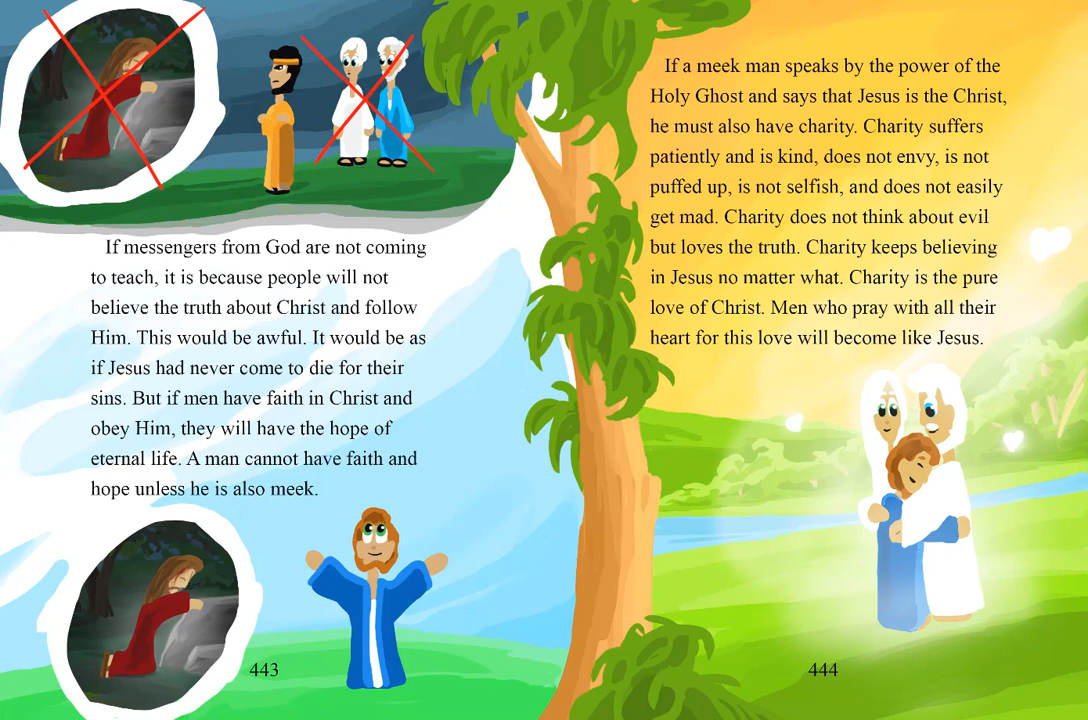 If messengers from God are not coming
to teach, it is because people will not
believe the truth about Christ and follow
Him. This would be awful. It would be as
if Jesus had never come to die for their
sins. But if men have faith in Christ and
obey Him, they will have the hope of
eternal life. A man cannot have faith and
hope unless he is also meek.
443
If a meek man speaks by the power of the
Holy Ghost and says that Jesus is the Christ,
he must also have charity. Charity suffers
patiently and is kind, does not envy, is not
puffed up, is not selfish, and does not easily
get mad. Charity does not think about evil
but loves the truth. Charity keeps believing
in Jesus no matter what. Charity is the pure
love of Christ. Men who pray with all their
heart for this love will become like Jesus.
444